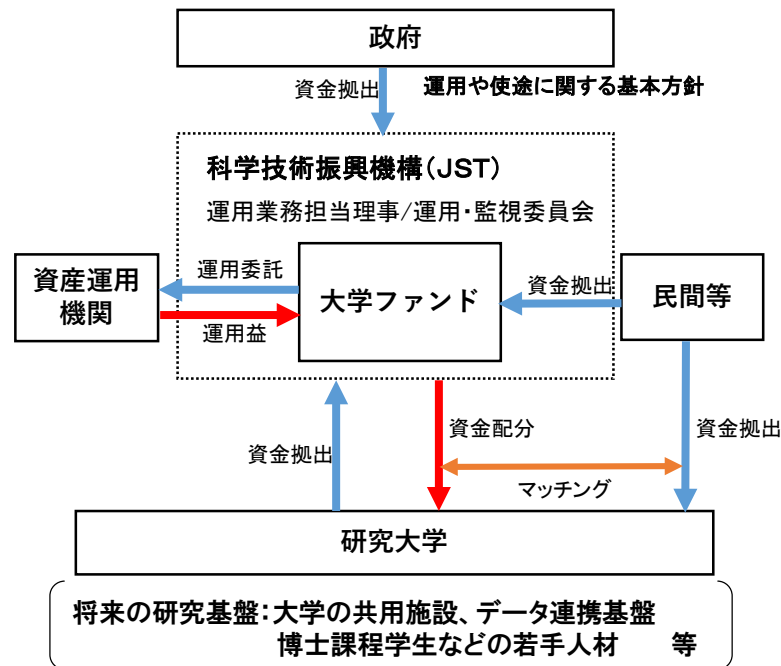 政府
資金拠出
運用や使途に関する基本方針
科学技術振興機構(JST)
運用業務担当理事/運用・監視委員会
資産運用
機関
運用委託
運用益
大学ファンド
資金拠出
民間等
資金拠出
資金配分
資金拠出
マッチング
研究大学
将来の研究基盤：大学の共用施設、データ連携基盤
博士課程学生などの若手人材　　等